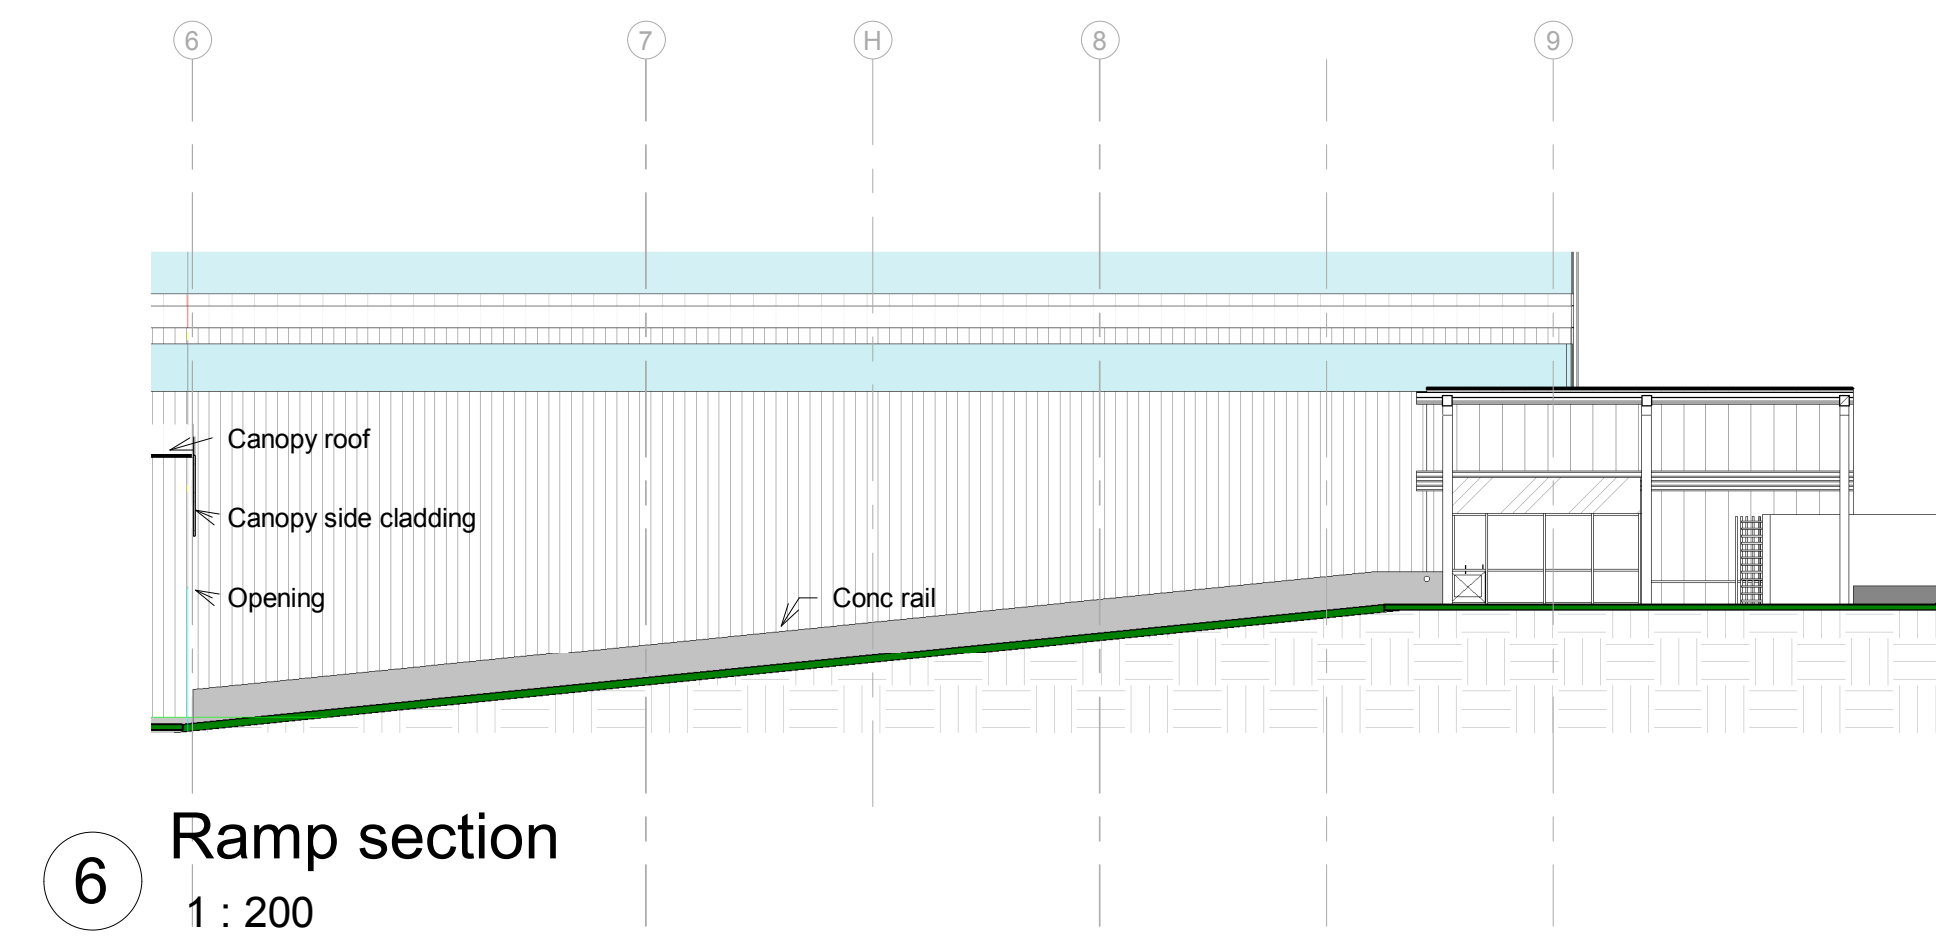 6
7
H
8
9
Canopy roof
Canopy side cladding
Opening
Conc rail
6
Ramp section
1 : 200